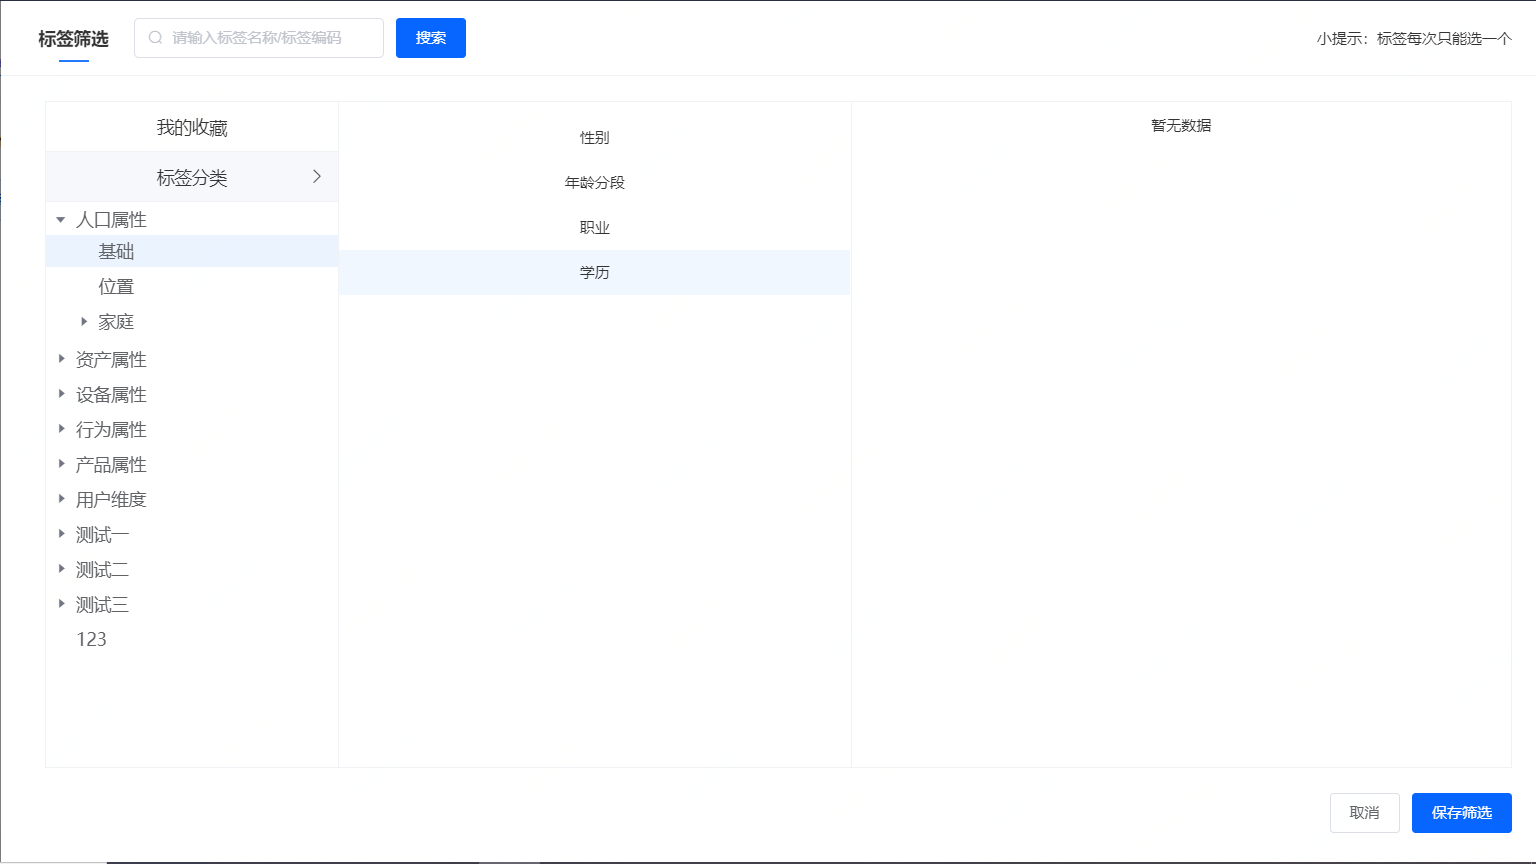 标签筛选
请输入标签名称/标签编码
搜索
小提示：标签每次只能选一个
我的收藏
标签分类
人口属性
基础
位置
家庭
资产属性
设备属性
行为属性
产品属性
用户维度
测试一
测试二
测试三
123
性别
年龄分段
职业
学历
暂无数据
取消
保存筛选